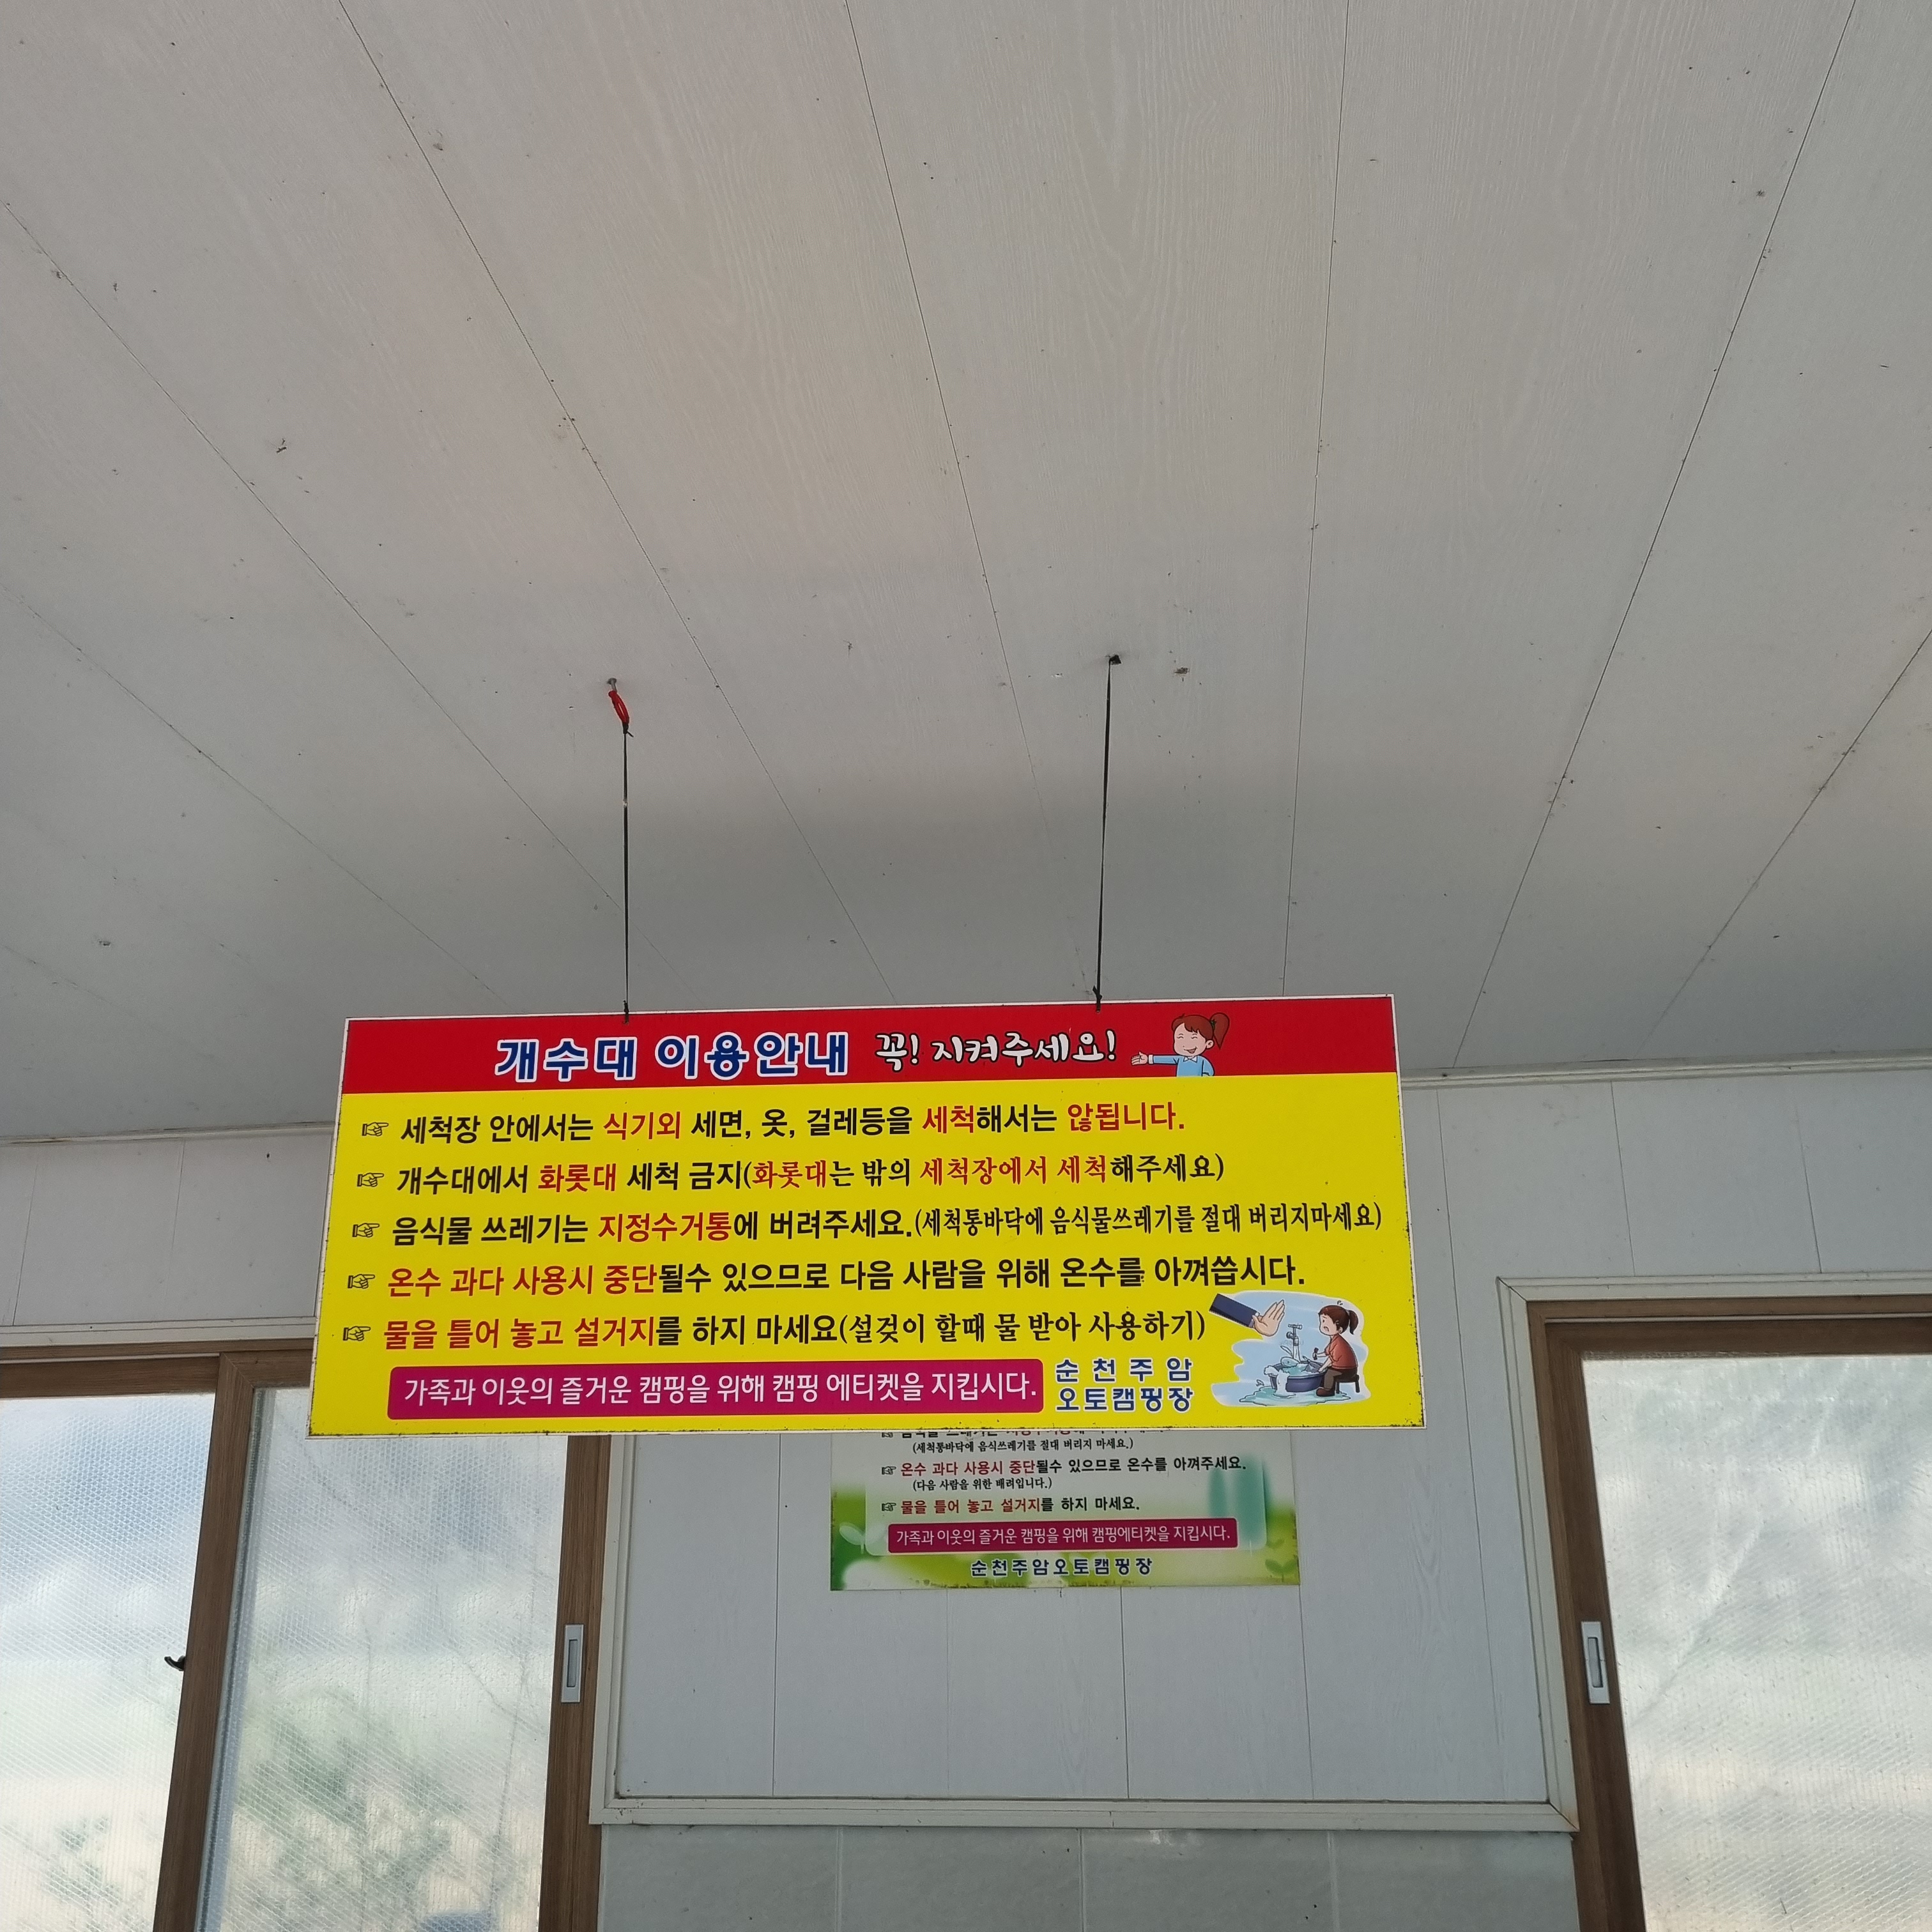 개수대 이용안내 꼭! 지켜주세요!
☞ 세척장 안에서는 식기외 세면, 옷, 걸레등을 세척해서는 않됩니다.
☞ 개수대에서 화롯대 세척 금지(화롯대는 밖의 세척장에서 세척해주세요)
☞ 음식물 쓰레기는 지정수거통에 버려주세요.(세척통바닥에 음식물쓰레기를 절대 버리지마세요)
☞ 온수 과다 사용시 중단될수 있으므로 다음 사람을 위해 온수를 아껴씁시다.
☞ 물을 틀어 놓고 설거지를 하지 마세요(설겆이 할때 물 받아 사용하기)
가족과 이웃의 즐거운 캠핑을 위해 캠핑 에티켓을 지킵시다.
순천주암
오토캠핑장
(세척통바닥에 음식쓰레기를 절대 버리지 마세요.)
☞ 온수 과다 사용시 중단될수 있으므로 온수를 아껴주세요.
(다음 사람을 위한 배려입니다.)
☞ 물을 틀어 놓고 설거지를 하지 마세요.
가족과 이웃의 즐거운 캠핑을 위해 캠핑에티켓을 지킵시다.
순천주암오토캠핑장